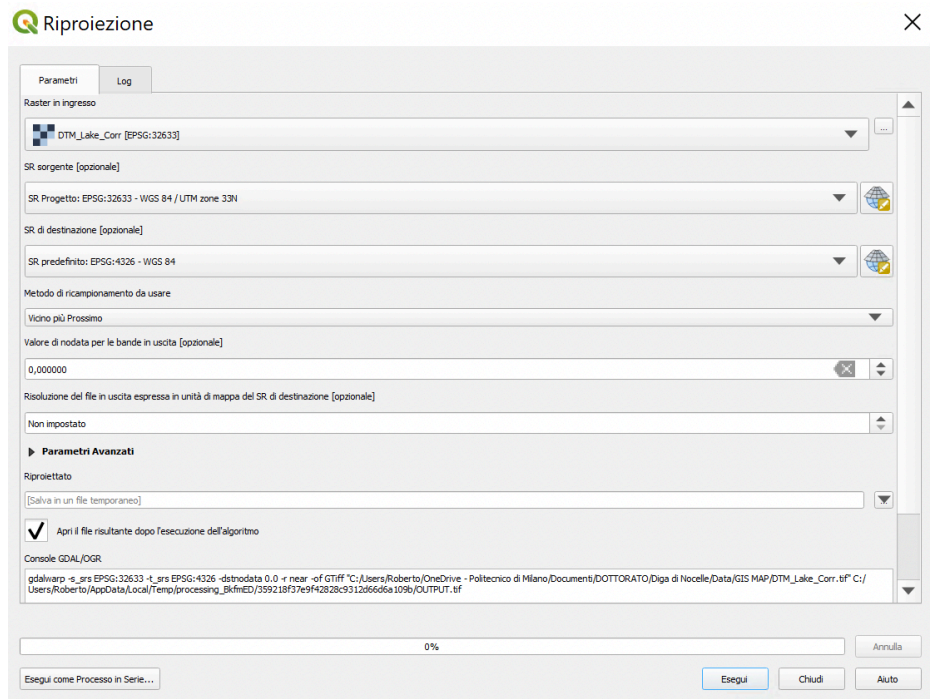 Riproiezione
Parametri
Log
Raster in ingresso
DTM_Lake_Corr [EPSG:32633]
...
SR sorgente [opzionale]
SR Progetto: EPSG:32633 - WGS 84 / UTM zone 33N
SR di destinazione [opzionale]
SR predefinito: EPSG:4326 - WGS 84
Metodo di ricampionamento da usare
Vicino più Prossimo
Valore di nodata per le bande in uscita [opzionale]
0,000000
Risoluzione del file in uscita espressa in unità di mappa del SR di destinazione [opzionale]
Non impostato
Parametri Avanzati
Riproiettato
[Salva in un file temporaneo]
Apri il file risultante dopo l'esecuzione dell'algoritmo
Console GDAL/OGR
gdalwarp -s_srs EPSG:32633 -t_srs EPSG:4326 -dstnodata 0.0 -r near -of GTiff "C:/Users/Roberto/OneDrive - Politecnico di Milano/Documenti/DOTTORATO/Diga di Nocelle/Data/GIS MAP/DTM_Lake_Corr.tif" C:/
Users/Roberto/AppData/Local/Temp/processing_BkfmED/359218f37e9f42828c9312d66d6a109b/OUTPUT.tif
0%
Annulla
Esegui come Processo in Serie...
Esegui
Chiudi
Aiuto